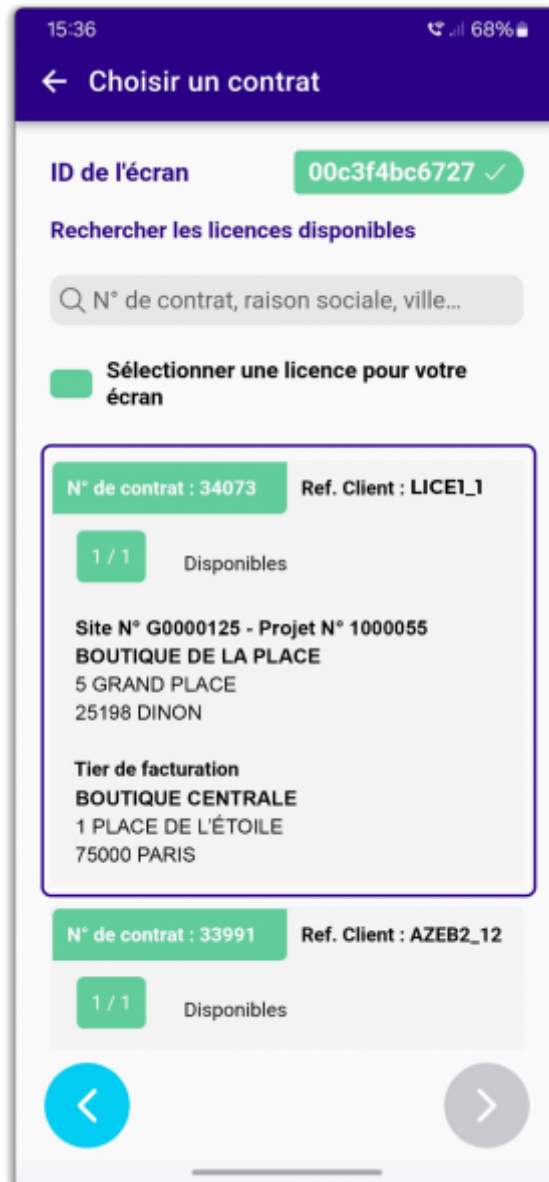 15:36 68%
Choisir un contrat
ID de l'écran 00c3f4bc6727
Rechercher les licences disponibles
N° de contrat, raison sociale, ville...
Sélectionner une licence pour votre
écran
N° de contrat : 34073 Ref. Client : LICE1_1
1 / 1 Disponibles
Site N° G0000125 - Projet N° 1000055
BOUTIQUE DE LA PLACE
5 GRAND PLACE
25198 DINON
Tier de facturation
BOUTIQUE CENTRALE
1 PLACE DE L'ÉTOILE
75000 PARIS
N° de contrat : 33991 Ref. Client : AZEB2_12
1 / 1 Disponibles